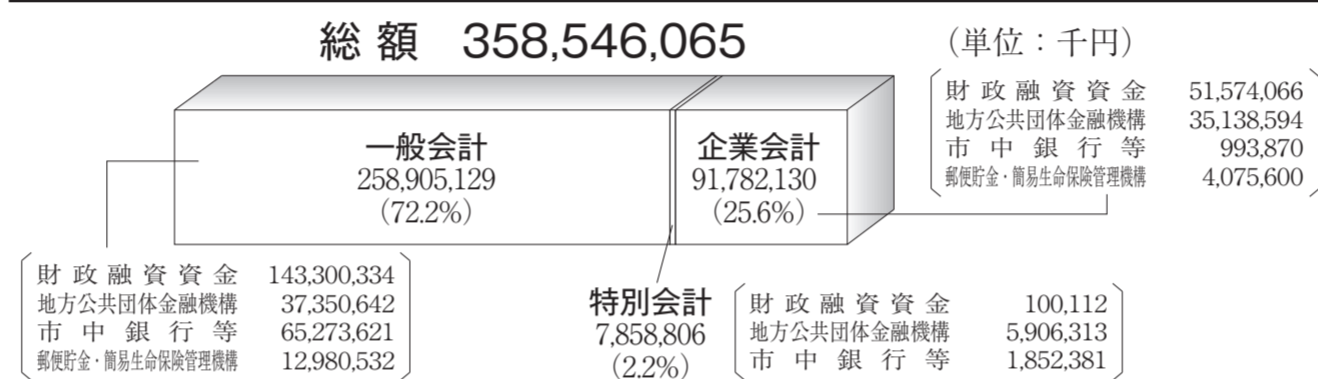 総額 358,546,065 (単位：千円)
一般会計
258,905,129
(72.2%)
企業会計
91,782,130
(25.6%)
財政融資資金 51,574,066
地方公共団体金融機構 35,138,594
市中銀行等 993,870
郵便貯金・簡易生命保険管理機構 4,075,600
財政融資資金 143,300,334
地方公共団体金融機構 37,350,642
市中銀行等 65,273,621
郵便貯金・簡易生命保険管理機構 12,980,532
特別会計
7,858,806
(2.2%)
財政融資資金 100,112
地方公共団体金融機構 5,906,313
市中銀行等 1,852,381